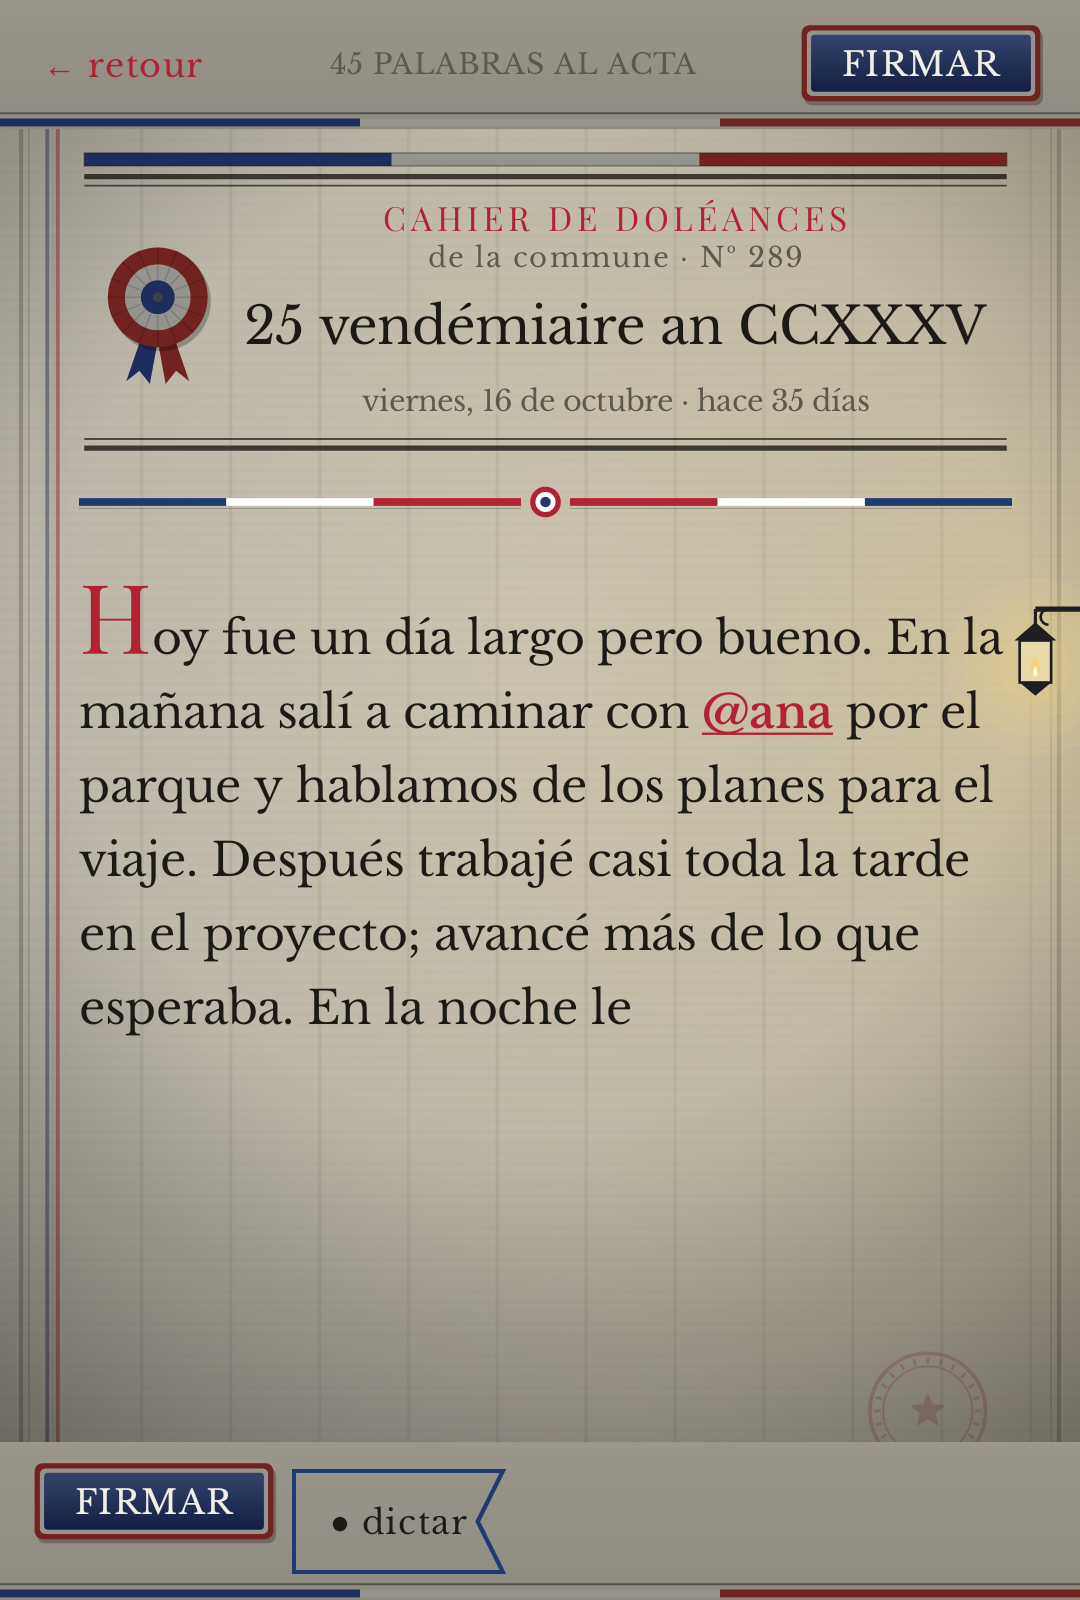 ← retour
45 PALABRAS AL ACTA
FIRMAR
CAHIER DE DOLÉANCES
de la commune · Nº 289
25 vendémiaire an CCXXXV
viernes, 16 de octubre · hace 35 días
Hoy fue un día largo pero bueno. En la
mañana salí a caminar con @ana por el
parque y hablamos de los planes para el
viaje. Después trabajé casi toda la tarde
en el proyecto; avancé más de lo que
esperaba. En la noche le
FIRMAR
• dictar